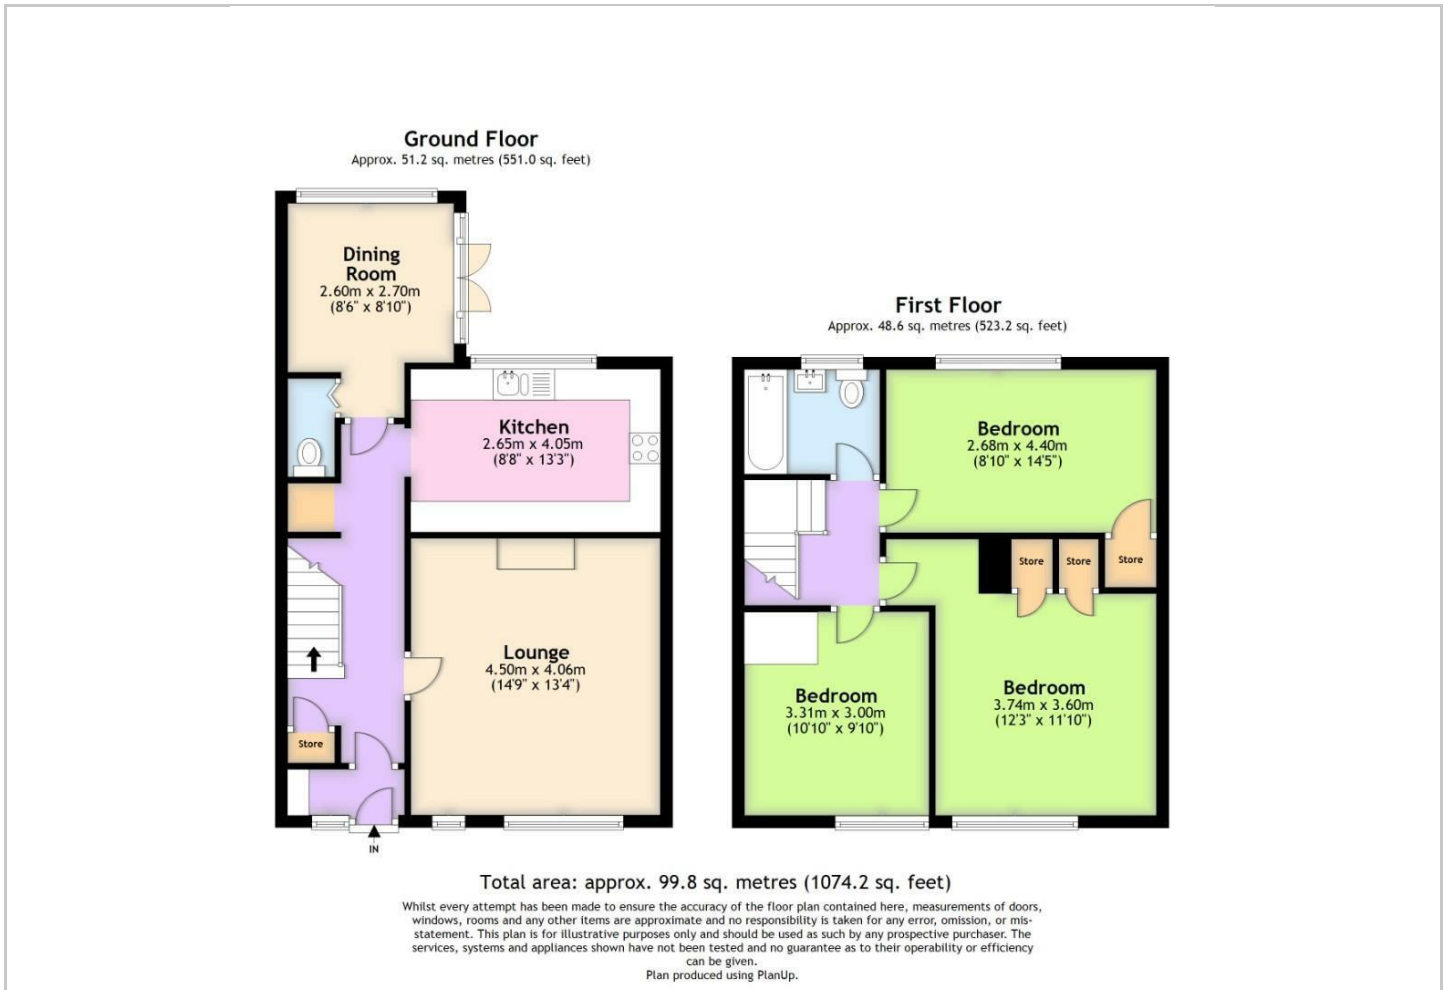 Ground Floor
Approx. 51.2 sq. metres (551.0 sq. feet)
Dining
Room
2.60m x 2.70m
(8'6" x 8'10")
Kitchen
2.65m x 4.05m
(8'8" x 13'3")
Lounge
4.50m x 4.06m
(14'9" x 13'4")
Store
IN
First Floor
Approx. 48.6 sq. metres (523.2 sq. feet)
Bedroom
2.68m x 4.40m
(8'10" x 14'5")
Store
Store
Store
Bedroom
3.31m x 3.00m
(10'10" x 9'10")
Bedroom
3.74m x 3.60m
(12'3" x 11'10")
Total area: approx. 99.8 sq. metres (1074.2 sq. feet)
Whilst every attempt has been made to ensure the accuracy of the floor plan contained here, measurements of doors,
windows, rooms and any other items are approximate and no responsibility is taken for any error, omission, or mis-
statement. This plan is for illustrative purposes only and should be used as such by any prospective purchaser. The
services, systems and appliances shown have not been tested and no guarantee as to their operability or efficiency
can be given.
Plan produced using PlanUp.